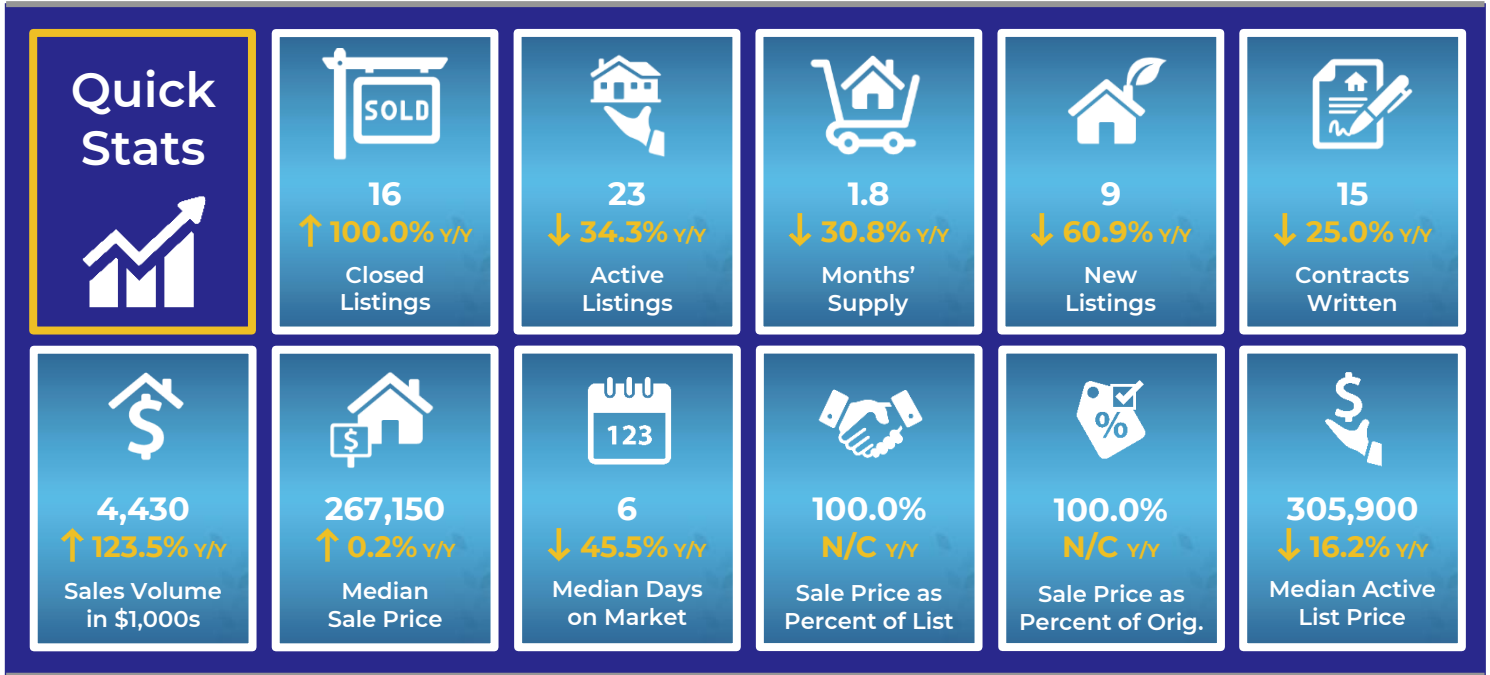 Quick
Stats
SOLD
16
↑ 100.0% Y/Y
Closed
Listings
23
↓ 34.3% Y/Y
Active
Listings
1.8
↓ 30.8% Y/Y
Months’
Supply
9
↓ 60.9% Y/Y
New
Listings
15
↓ 25.0% Y/Y
Contracts
Written
$
4,430
↑ 123.5% Y/Y
Sales Volume
in $1,000s
$
267,150
↑ 0.2% Y/Y
Median
Sale Price
123
6
↓ 45.5% Y/Y
Median Days
on Market
100.0%
N/C Y/Y
Sale Price as
Percent of List
%
100.0%
N/C Y/Y
Sale Price as
Percent of Orig.
$
305,900
↓ 16.2% Y/Y
Median Active
List Price